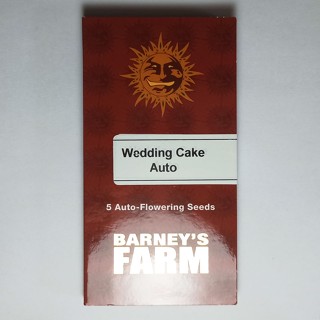 Wedding Cake
Auto
5 Auto-Flowering Seeds
BARNEY'S
FARM